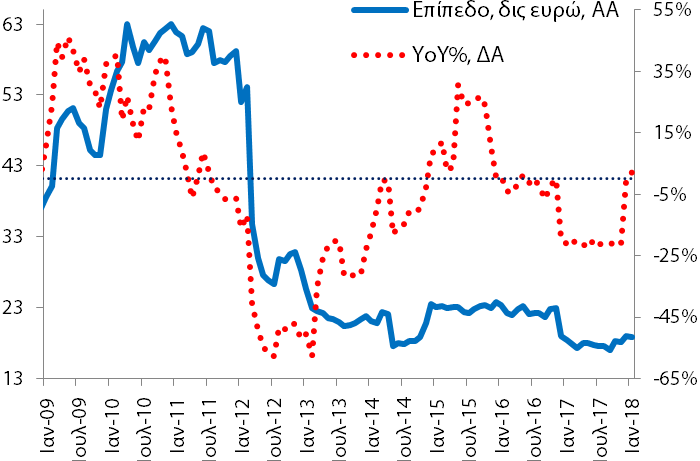 Επίπεδο, δις ευρώ, ΑΑ
YoY%, ΔΑ
63
53
43
33
23
13
55%
35%
15%
-5%
-25%
-45%
-65%
Ιαν-09
Ιουλ-09
Ιαν-10
Ιουλ-10
Ιαν-11
Ιουλ-11
Ιαν-12
Ιουλ-12
Ιαν-13
Ιουλ-13
Ιαν-14
Ιουλ-14
Ιαν-15
Ιουλ-15
Ιαν-16
Ιουλ-16
Ιαν-17
Ιουλ-17
Ιαν-18